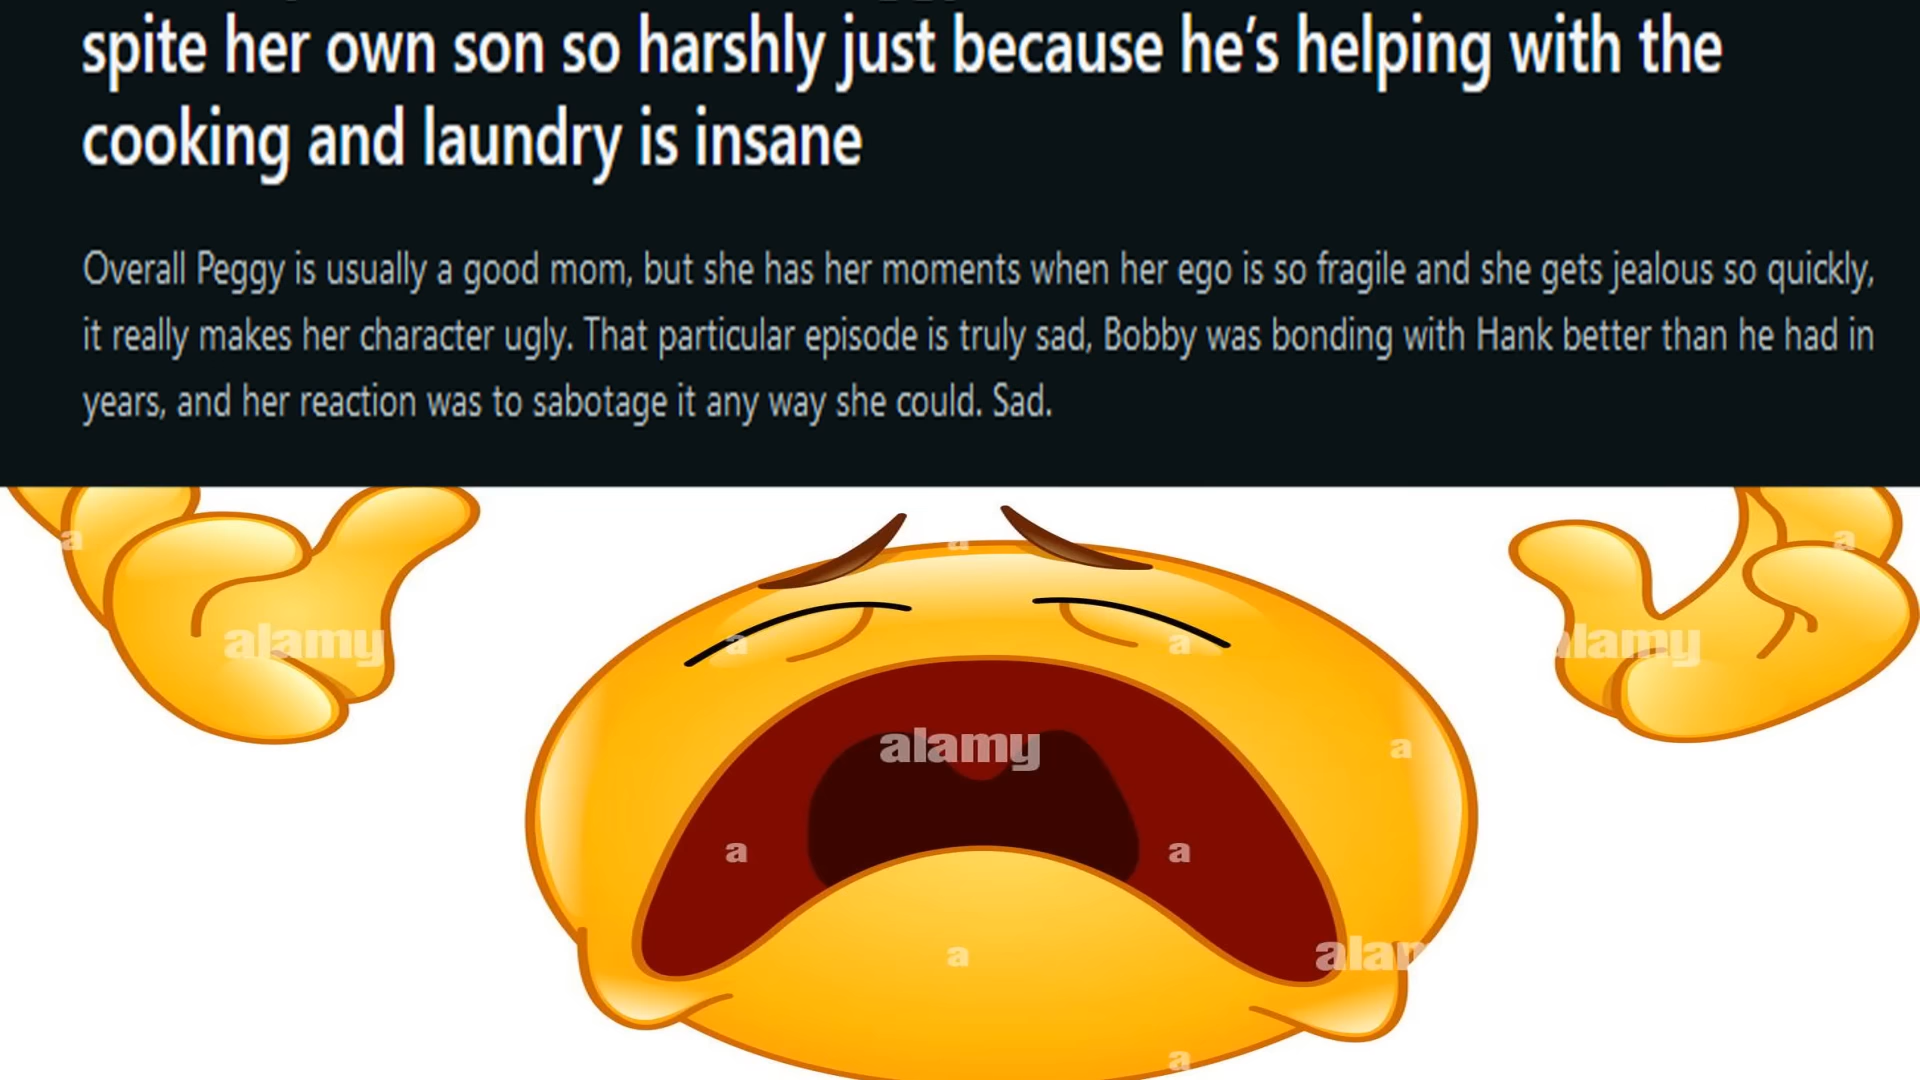 spite her own son so harshly just because he's helping with the
cooking and laundry is insane
Overall Peggy is usually a good mom, but she has her moments when her ego is so fragile and she gets jealous so quickly,
it really makes her character ugly. That particular episode is truly sad, Bobby was bonding with Hank better than he had in
years, and her reaction was to sabotage it any way she could. Sad.
a
a
a
alamy
a
a
alamy
alamy
a
a
a
a
alam
a